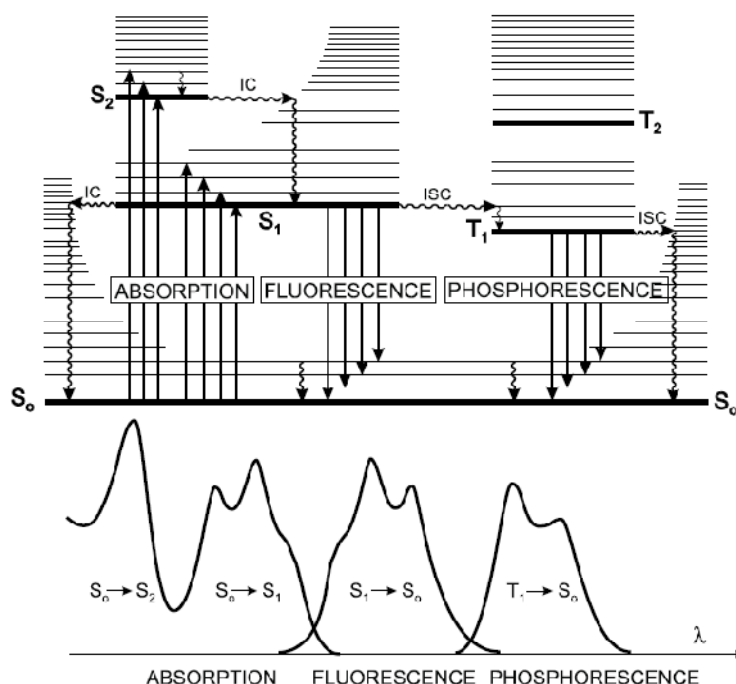 S₂ IC T₂
IC S₁ ISC T₁ ISC
ABSORPTION FLUORESCENCE PHOSPHORESCENCE
Sₒ Sₒ
Sₒ → S₂ Sₒ → S₁ S₁ → Sₒ T₁ → Sₒ
λ
ABSORPTION FLUORESCENCE PHOSPHORESCENCE